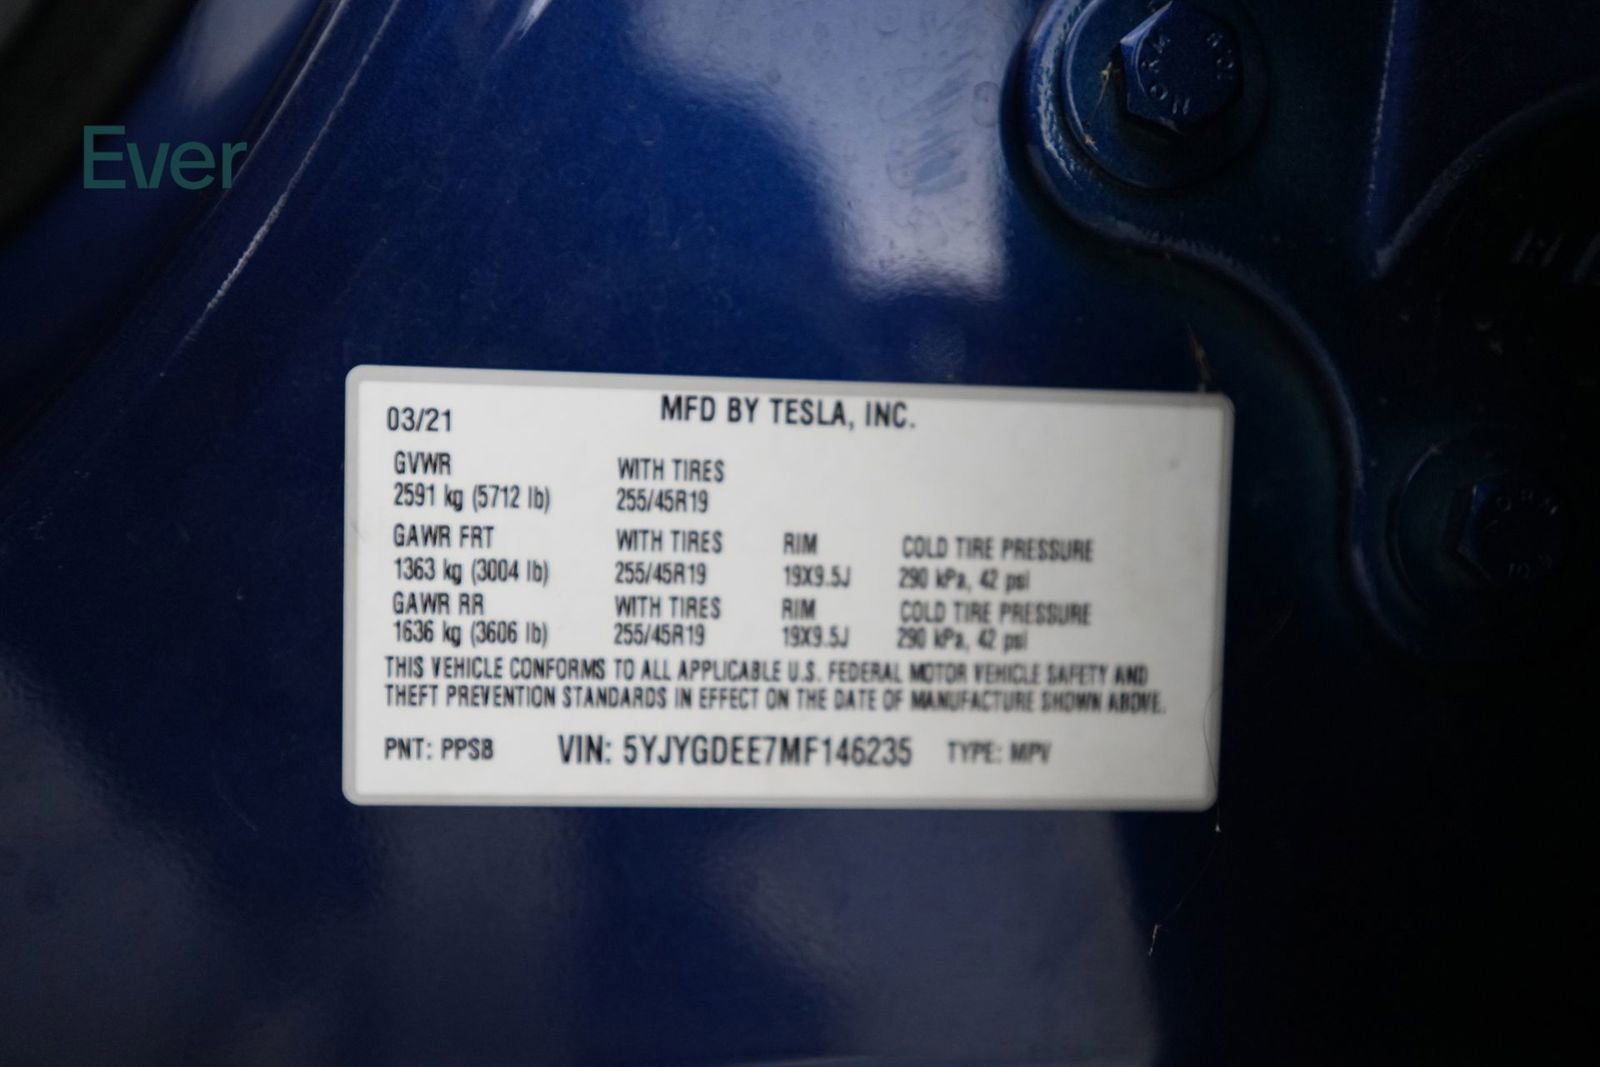 Ever
03/21 MFD BY TESLA, INC.
GVWR WITH TIRES
2591 kg (5712 lb) 255/45R19
GAWR FRT WITH TIRES RIM COLD TIRE PRESSURE
1363 kg (3004 lb) 255/45R19 19X9.5J 290 kPa, 42 psi
GAWR RR WITH TIRES RIM COLD TIRE PRESSURE
1636 kg (3606 lb) 255/45R19 19X9.5J 290 kPa, 42 psi
THIS VEHICLE CONFORMS TO ALL APPLICABLE U.S. FEDERAL MOTOR VEHICLE SAFETY AND
THEFT PREVENTION STANDARDS IN EFFECT ON THE DATE OF MANUFACTURE SHOWN ABOVE.
PNT: PPSB VIN: 5YJYGDEE7MF146235 TYPE: MPV